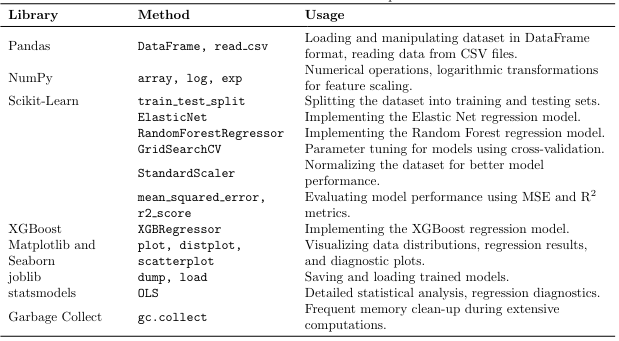 Library Method Usage
Pandas DataFrame, read_csv Loading and manipulating dataset in DataFrame
format, reading data from CSV files.
NumPy array, log, exp Numerical operations, logarithmic transformations
for feature scaling.
Scikit-Learn train_test_split Splitting the dataset into training and testing sets.
ElasticNet Implementing the Elastic Net regression model.
RandomForestRegressor Implementing the Random Forest regression model.
GridSearchCV Parameter tuning for models using cross-validation.
StandardScaler Normalizing the dataset for better model
performance.
mean_squared_error, Evaluating model performance using MSE and R²
r2_score metrics.
XGBoost XGBRegressor Implementing the XGBoost regression model.
Matplotlib and plot, distplot, Visualizing data distributions, regression results,
Seaborn scatterplot and diagnostic plots.
joblib dump, load Saving and loading trained models.
statsmodels OLS Detailed statistical analysis, regression diagnostics.
Garbage Collect gc.collect Frequent memory clean-up during extensive
computations.